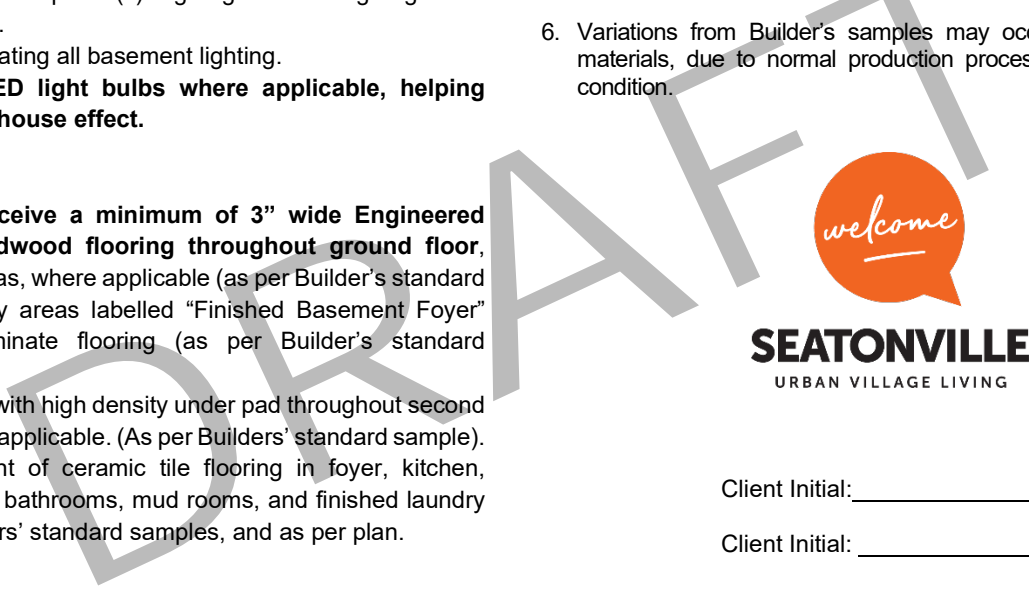 .
ating all basement lighting.
ED light bulbs where applicable, helping
house effect.
ceive a minimum of 3” wide Engineered
dwood flooring throughout ground floor,
as, where applicable (as per Builder’s standard
y areas labelled “Finished Basement Foyer”
minate flooring (as per Builder’s standard
with high density under pad throughout second
applicable. (As per Builders’ standard sample).
nt of ceramic tile flooring in foyer, kitchen,
bathrooms, mud rooms, and finished laundry
rs’ standard samples, and as per plan.
6. Variations from Builder’s samples may occ
materials, due to normal production proces
condition.
welcome
SEATONVILLE
URBAN VILLAGE LIVING
Client Initial:
Client Initial:
DRAFT